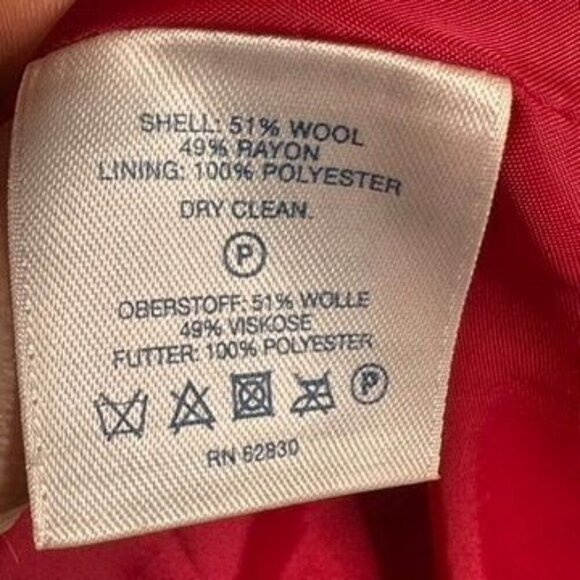 SHELL: 51% WOOL
49% RAYON
LINING: 100% POLYESTER
DRY CLEAN.
P
OBERSTOFF: 51% WOLLE
49% VISKOSE
FUTTER: 100% POLYESTER
P
RN 62830